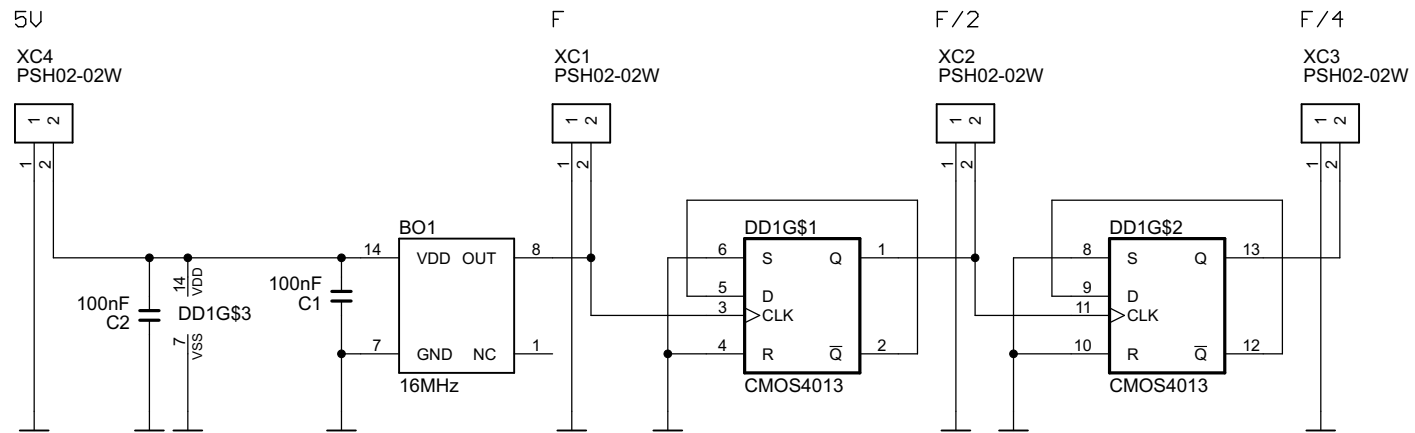 5V
F
F/2
F/4
XC4
PSH02-02W
XC1
PSH02-02W
XC2
PSH02-02W
XC3
PSH02-02W
1 2
1 2
1 2
1 2
1 2
1 2
1 2
1 2
BO1
14 VDD OUT 8
7 GND NC 1
16MHz
100nF
C2
14 VDD
DD1G$3
7 VSS
100nF
C1
DD1G$1
6 S Q 1
5 D
3 CLK
4 R Q̅ 2
CMOS4013
DD1G$2
8 S Q 13
9 D
11 CLK
10 R Q̅ 12
CMOS4013